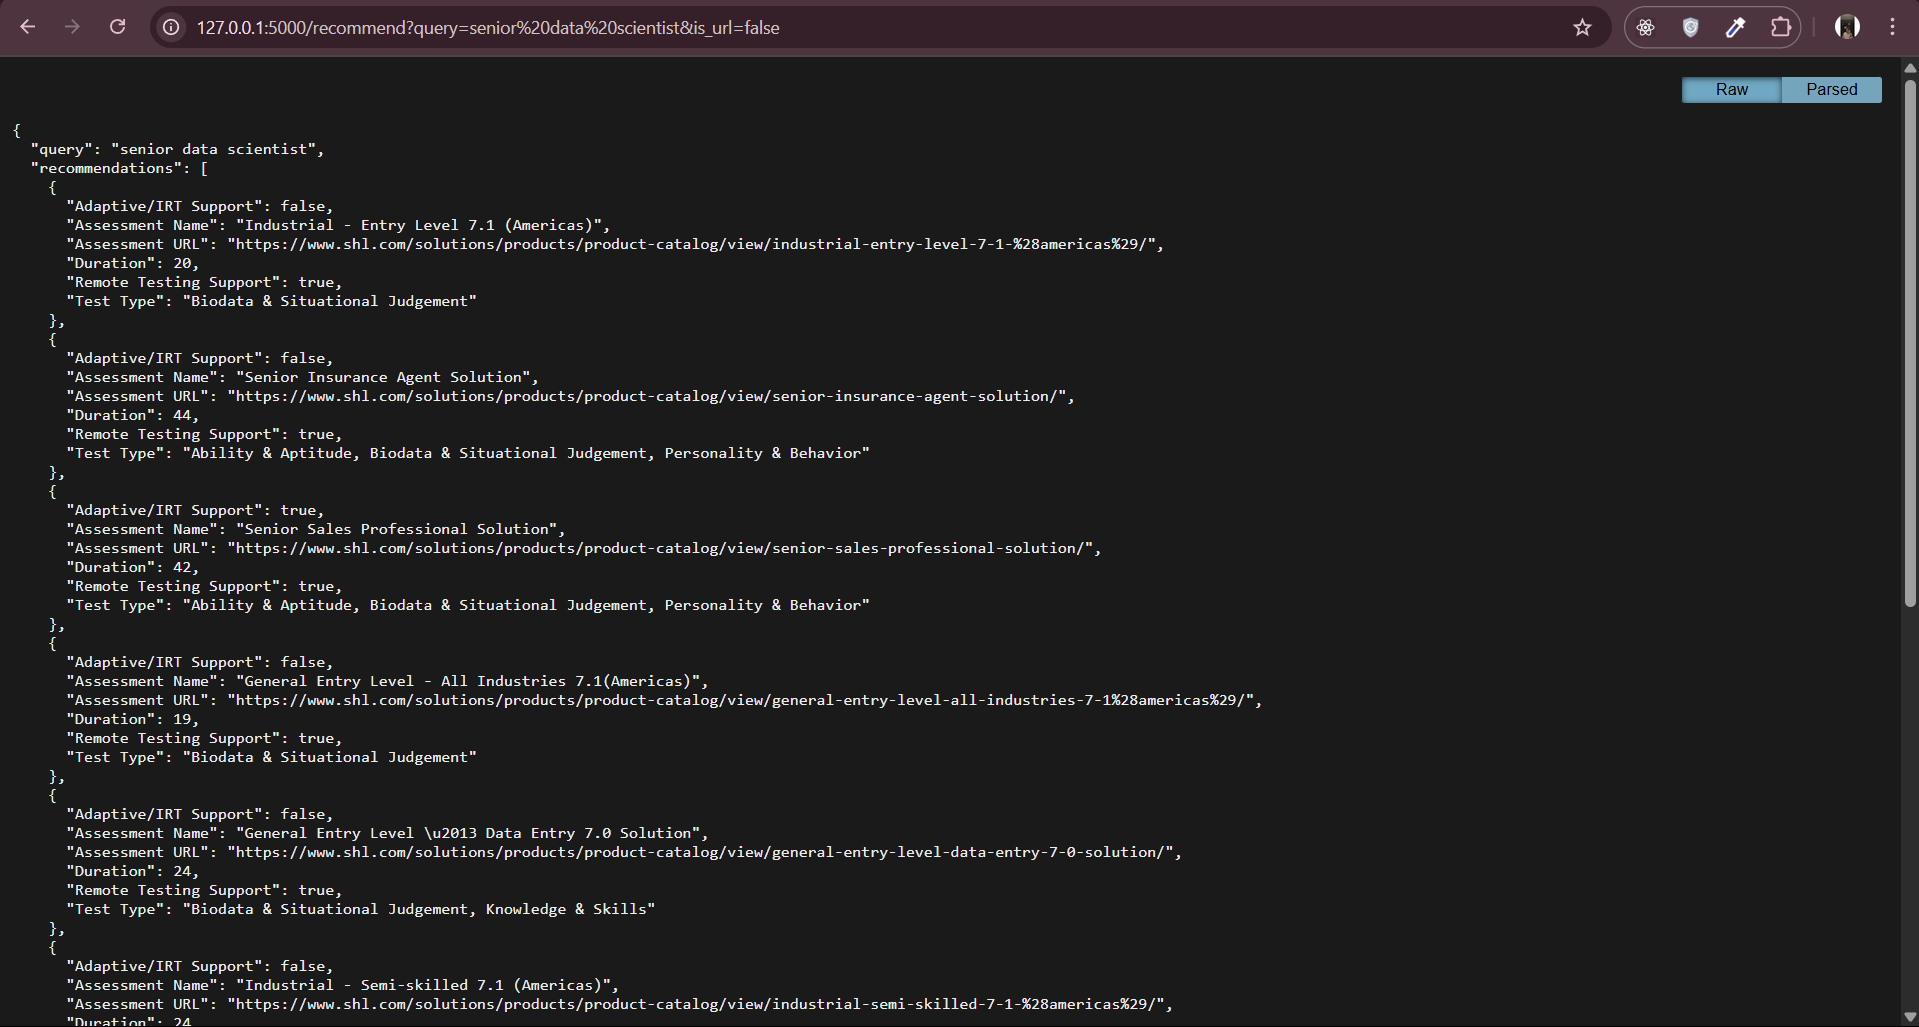 127.0.0.1:5000/recommend?query=senior%20data%20scientist&is_url=false
Raw Parsed
{
"query": "senior data scientist",
"recommendations": [
{
"Adaptive/IRT Support": false,
"Assessment Name": "Industrial - Entry Level 7.1 (Americas)",
"Assessment URL": "https://www.shl.com/solutions/products/product-catalog/view/industrial-entry-level-7-1-%28americas%29/",
"Duration": 20,
"Remote Testing Support": true,
"Test Type": "Biodata & Situational Judgement"
},
{
"Adaptive/IRT Support": false,
"Assessment Name": "Senior Insurance Agent Solution",
"Assessment URL": "https://www.shl.com/solutions/products/product-catalog/view/senior-insurance-agent-solution/",
"Duration": 44,
"Remote Testing Support": true,
"Test Type": "Ability & Aptitude, Biodata & Situational Judgement, Personality & Behavior"
},
{
"Adaptive/IRT Support": true,
"Assessment Name": "Senior Sales Professional Solution",
"Assessment URL": "https://www.shl.com/solutions/products/product-catalog/view/senior-sales-professional-solution/",
"Duration": 42,
"Remote Testing Support": true,
"Test Type": "Ability & Aptitude, Biodata & Situational Judgement, Personality & Behavior"
},
{
"Adaptive/IRT Support": false,
"Assessment Name": "General Entry Level - All Industries 7.1(Americas)",
"Assessment URL": "https://www.shl.com/solutions/products/product-catalog/view/general-entry-level-all-industries-7-1%28americas%29/",
"Duration": 19,
"Remote Testing Support": true,
"Test Type": "Biodata & Situational Judgement"
},
{
"Adaptive/IRT Support": false,
"Assessment Name": "General Entry Level \u2013 Data Entry 7.0 Solution",
"Assessment URL": "https://www.shl.com/solutions/products/product-catalog/view/general-entry-level-data-entry-7-0-solution/",
"Duration": 24,
"Remote Testing Support": true,
"Test Type": "Biodata & Situational Judgement, Knowledge & Skills"
},
{
"Adaptive/IRT Support": false,
"Assessment Name": "Industrial - Semi-skilled 7.1 (Americas)",
"Assessment URL": "https://www.shl.com/solutions/products/product-catalog/view/industrial-semi-skilled-7-1-%28americas%29/",
"Duration": 24